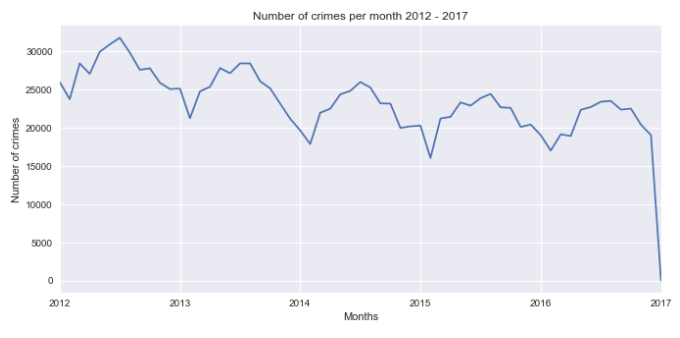 Number of crimes per month 2012 - 2017
Number of crimes
30000
25000
20000
15000
10000
5000
0
2012 2013 2014 2015 2016 2017
Months